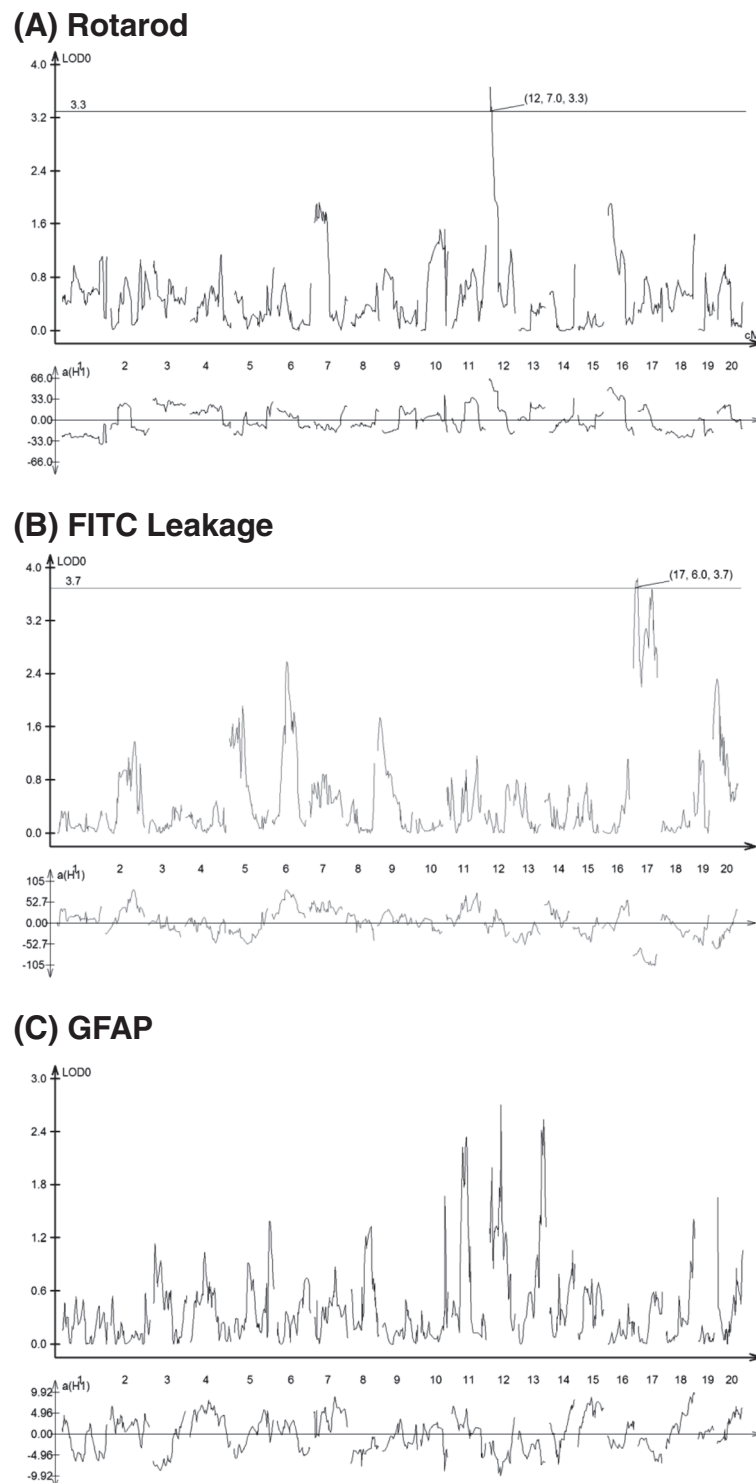 (A) Rotarod
LOD0
4.0
3.3
(12, 7.0, 3.3)
3.2
2.4
1.6
0.8
0.0
cM
1 2 3 4 5 6 7 8 9 10 11 12 13 14 15 16 17 18 19 20
a(H1)
66.0
33.0
0.00
-33.0
-66.0
(B) FITC Leakage
LOD0
4.0
3.7
(17, 6.0, 3.7)
3.2
2.4
1.6
0.8
0.0
1 2 3 4 5 6 7 8 9 10 11 12 13 14 15 16 17 18 19 20
a(H1)
105
52.7
0.00
-52.7
-105
(C) GFAP
LOD0
3.0
2.4
1.8
1.2
0.6
0.0
1 2 3 4 5 6 7 8 9 10 11 12 13 14 15 16 17 18 19 20
a(H1)
9.92
4.96
0.00
-4.96
-9.92